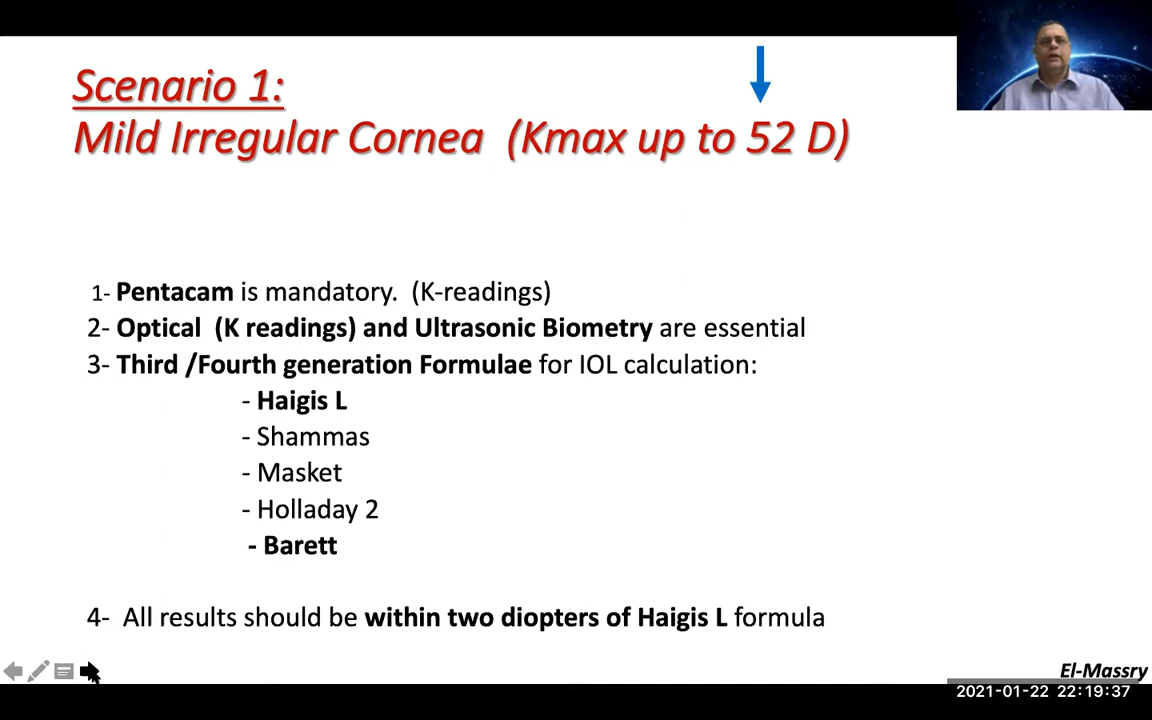 Scenario 1:
Mild Irregular Cornea (Kmax up to 52 D)
1- Pentacam is mandatory. (K-readings)
2- Optical (K readings) and Ultrasonic Biometry are essential
3- Third /Fourth generation Formulae for IOL calculation:
- Haigis L
- Shammas
- Masket
- Holladay 2
- Barett
4- All results should be within two diopters of Haigis L formula
El-Massry
2021-01-22 22:19:37